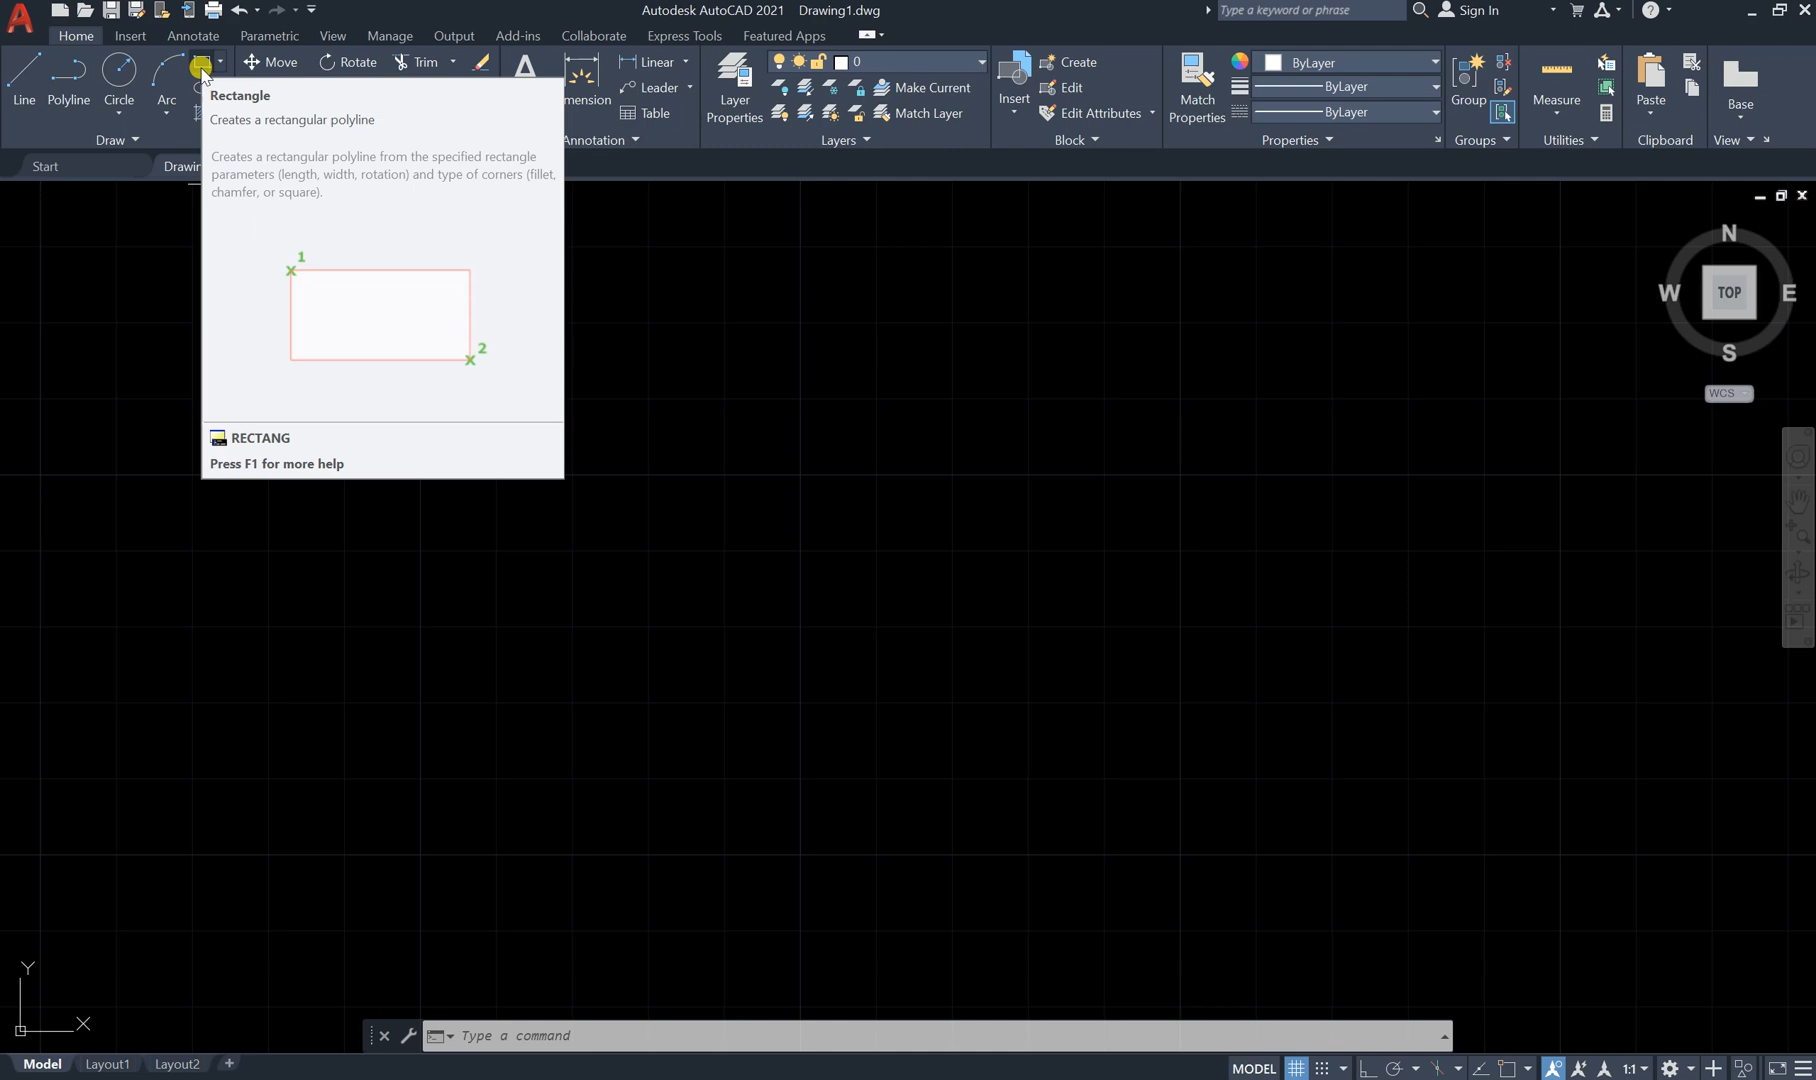 Autodesk AutoCAD 2021 Drawing1.dwg
Type a keyword or phrase
Sign In
Home Insert Annotate Parametric View Manage Output Add-ins Collaborate Express Tools Featured Apps
Move Rotate Trim
Linear
0
Create
ByLayer
Line Polyline Circle Arc
Leader
Make Current
Edit
ByLayer
mension
Table
Layer
Properties
Match Layer
Insert
Edit Attributes
Match
Properties
ByLayer
Group
Measure
Paste
Base
Draw
Annotation
Layers
Block
Properties
Groups
Utilities
Clipboard
View
Start
Drawin
Rectangle
Creates a rectangular polyline
Creates a rectangular polyline from the specified rectangle
parameters (length, width, rotation) and type of corners (fillet,
chamfer, or square).
1
2
RECTANG
Press F1 for more help
N
W TOP E
S
WCS
Y
X
Type a command
Model Layout1 Layout2 +
MODEL
1:1